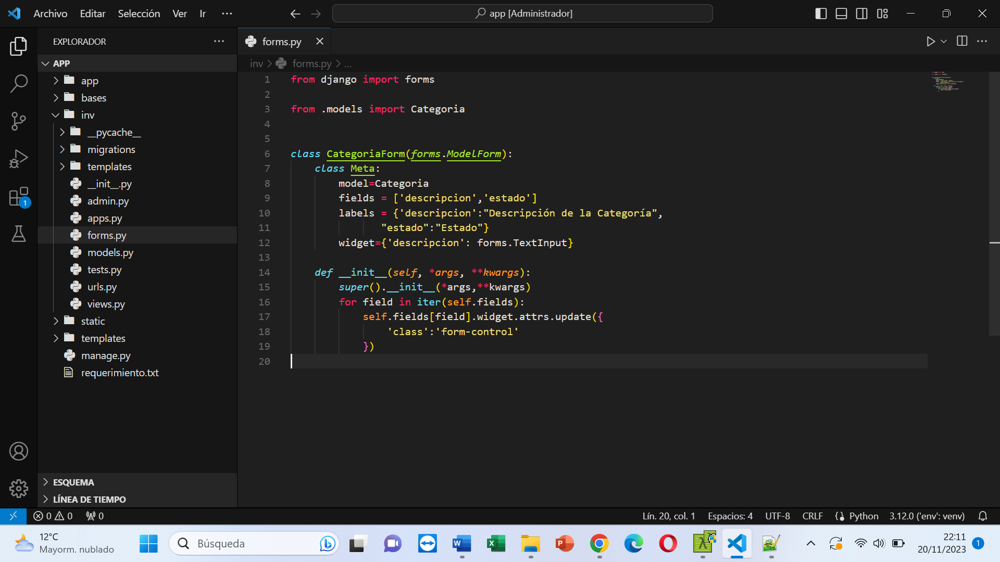 Archivo Editar Selección Ver Ir ···
app [Administrador]
EXPLORADOR
forms.py
APP
inv > forms.py > ...
app
bases
inv
__pycache__
migrations
templates
__init__.py
admin.py
apps.py
forms.py
models.py
tests.py
urls.py
views.py
static
templates
manage.py
requerimiento.txt
ESQUEMA
LÍNEA DE TIEMPO
1 from django import forms
2
3 from .models import Categoria
4
5
6 class CategoriaForm(forms.ModelForm):
7     class Meta:
8         model=Categoria
9         fields = ['descripcion','estado']
10         labels = {'descripcion':"Descripción de la Categoría",
11                "estado":"Estado"}
12         widget={'descripcion': forms.TextInput}
13
14     def __init__(self, *args, **kwargs):
15         super().__init__(*args,**kwargs)
16         for field in iter(self.fields):
17             self.fields[field].widget.attrs.update({
18                 'class':'form-control'
19             })
20
1
0 0 0
Lín. 20, col. 1 Espacios: 4 UTF-8 CRLF Python 3.12.0 ('env': venv)
12°C
Mayorm. nublado
Búsqueda
22:11
20/11/2023
1